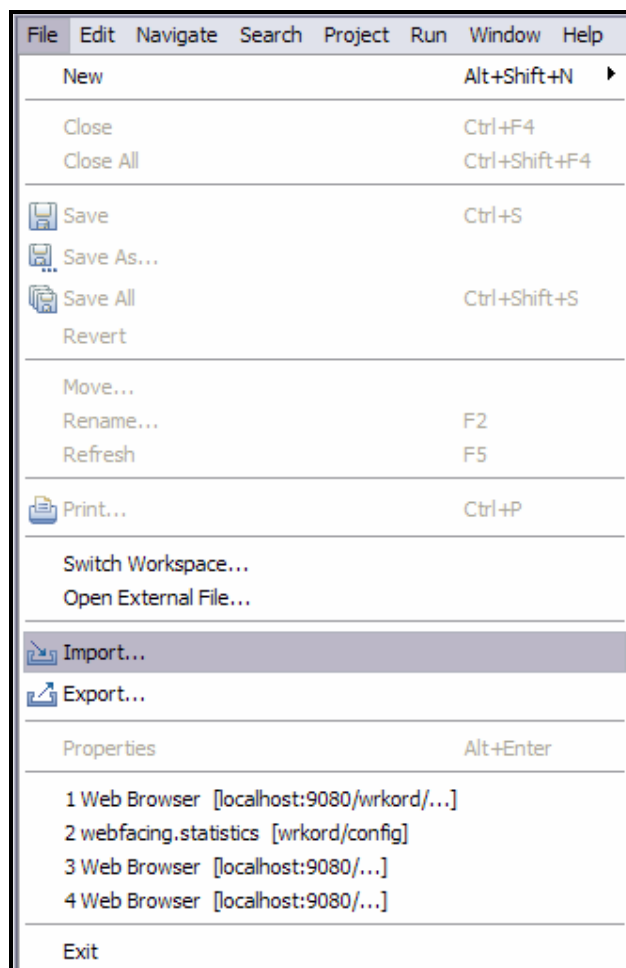 File Edit Navigate Search Project Run Window Help
New Alt+Shift+N
Close Ctrl+F4
Close All Ctrl+Shift+F4
Save Ctrl+S
Save As...
Save All Ctrl+Shift+S
Revert
Move...
Rename... F2
Refresh F5
Print... Ctrl+P
Switch Workspace...
Open External File...
Import...
Export...
Properties Alt+Enter
1 Web Browser [localhost:9080/wrkord/...]
2 webfacing.statistics [wrkord/config]
3 Web Browser [localhost:9080/...]
4 Web Browser [localhost:9080/...]
Exit